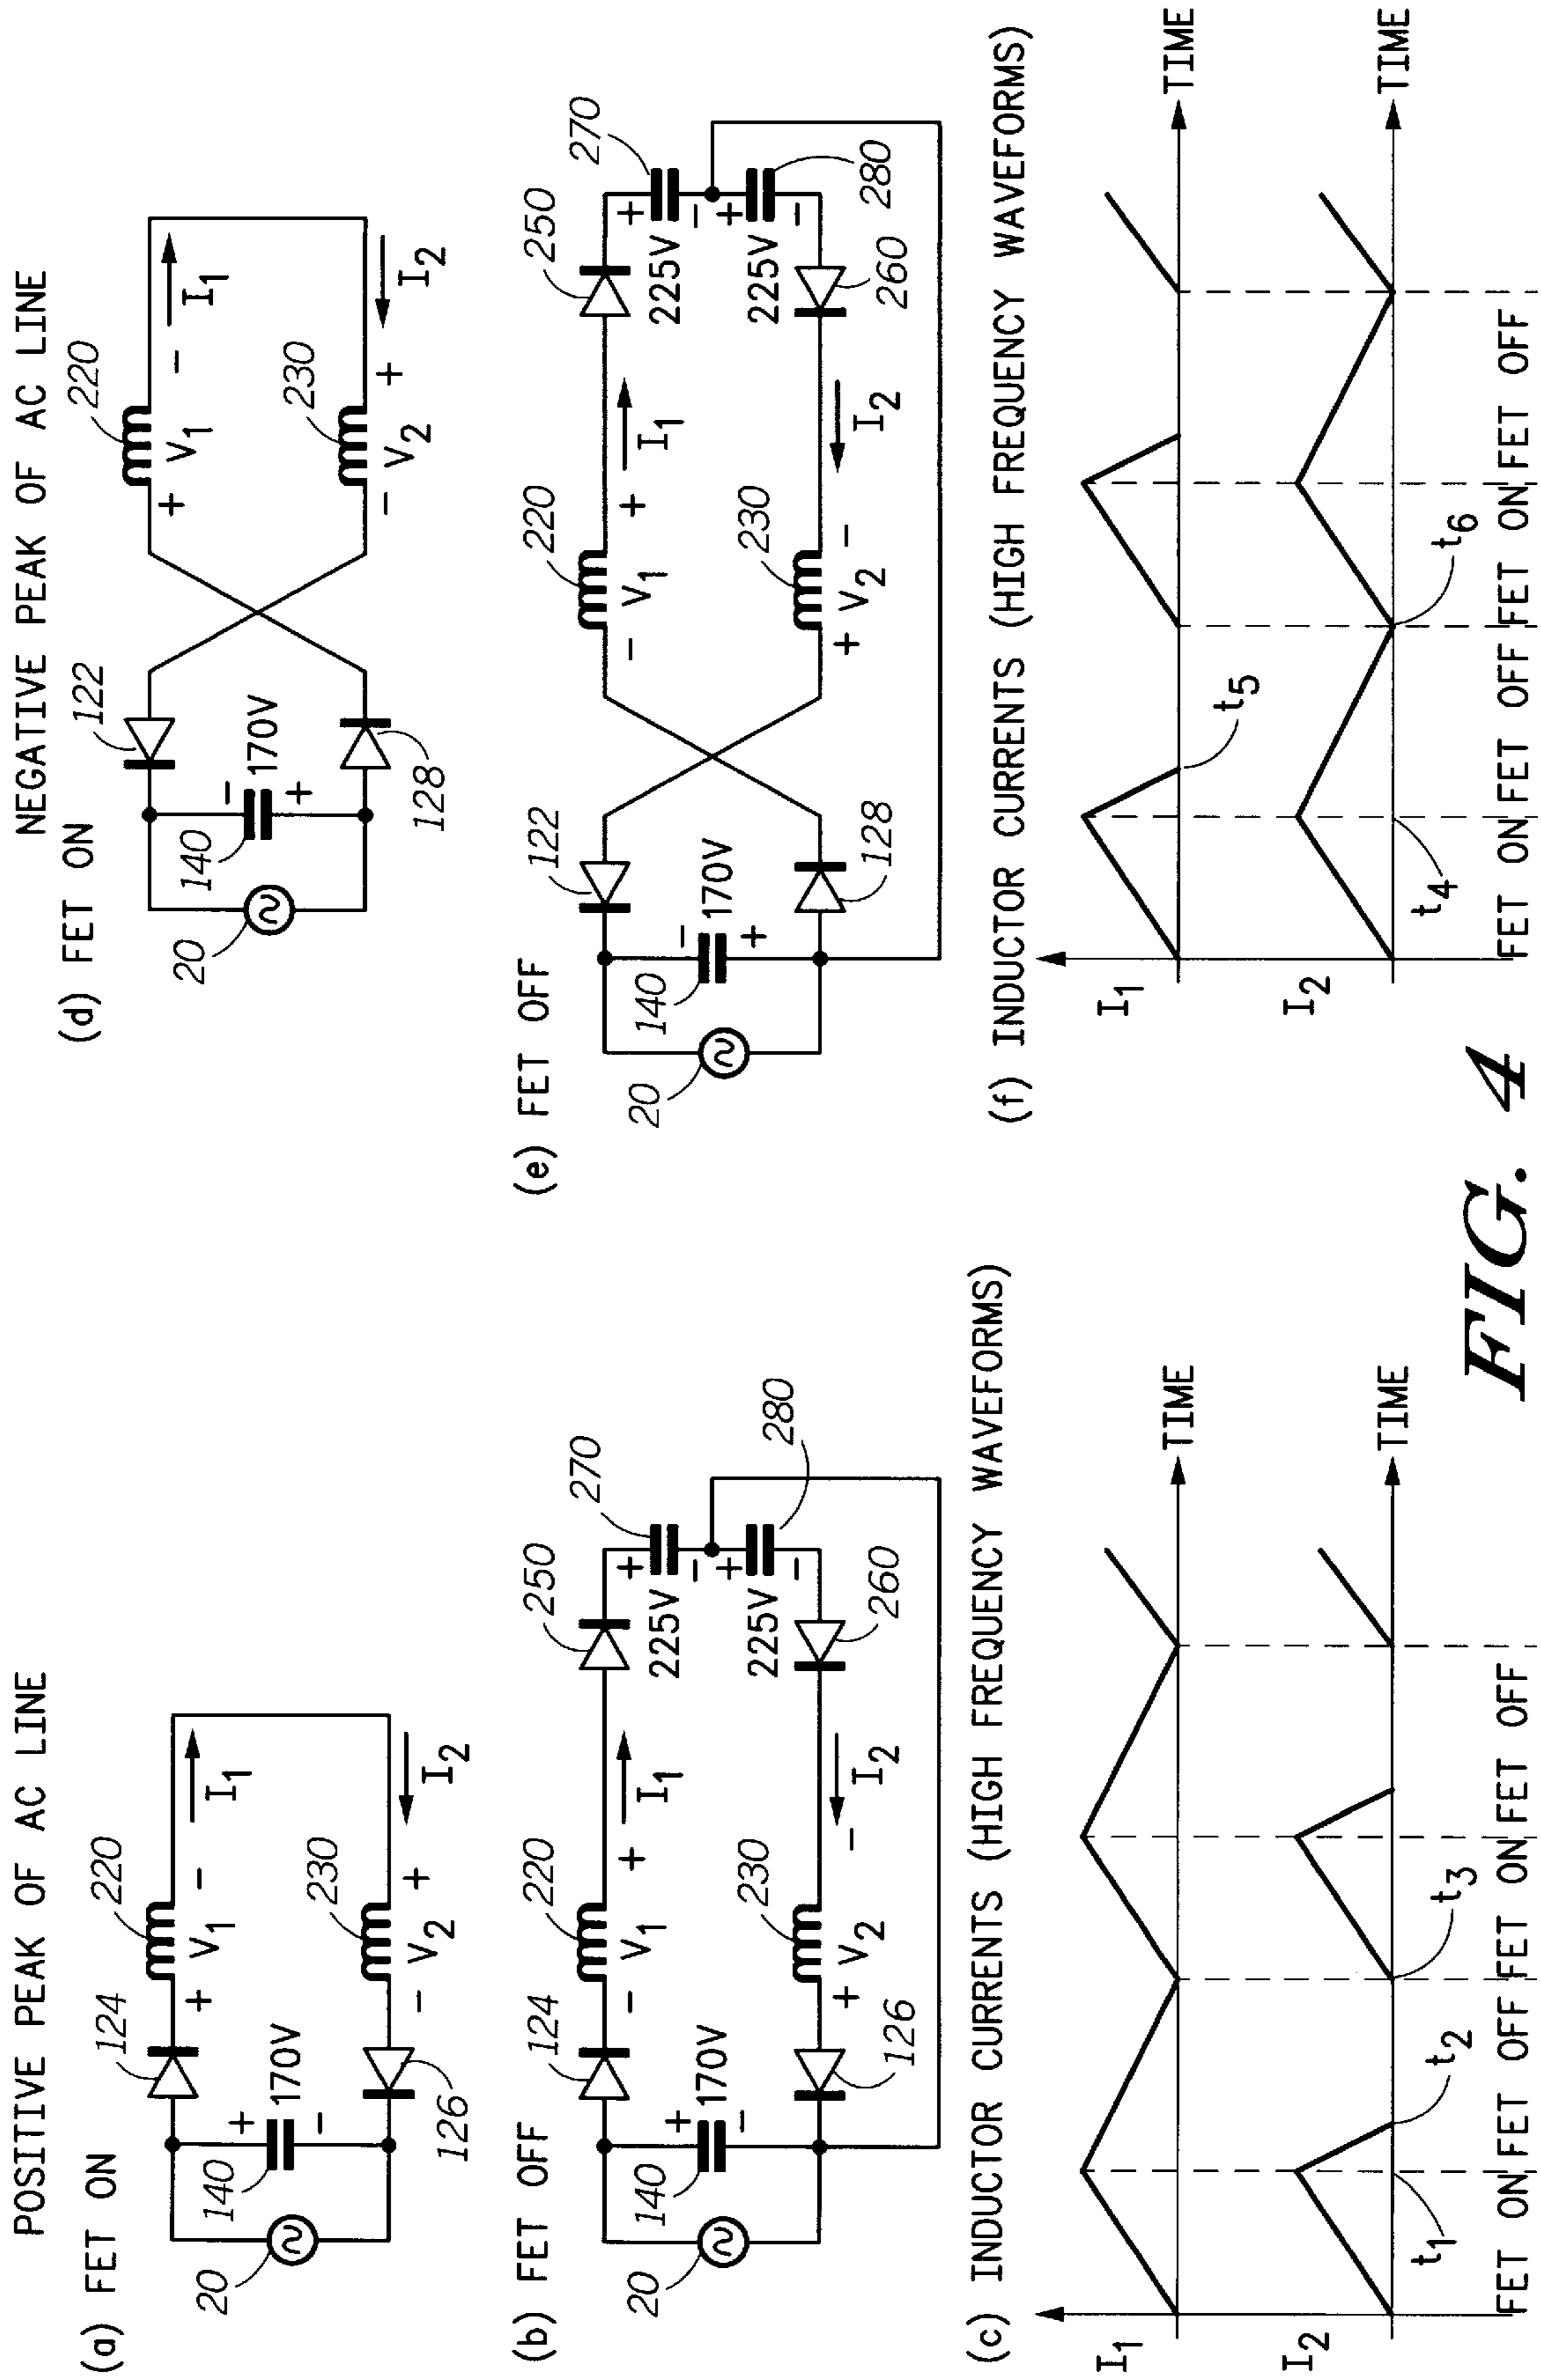 POSITIVE PEAK OF AC LINE
(a) FET ON
20
140
+
170V
−
124
126
220
+ V1 −
I1
230
− V2 +
I2
(b) FET OFF
20
140
+
170V
−
124
126
220
− V1 +
I1
230
+ V2 −
I2
250
260
+
225V
−
270
+
225V
−
280
(c) INDUCTOR CURRENTS (HIGH FREQUENCY WAVEFORMS)
I1
TIME
I2
TIME
t1
t2
t3
FET ON FET OFF FET ON FET OFF
NEGATIVE PEAK OF AC LINE
(d) FET ON
20
140
−
170V
+
122
128
220
+ V1 −
I1
230
− V2 +
I2
(e) FET OFF
20
140
−
170V
+
122
128
220
− V1 +
I1
230
+ V2 −
I2
250
260
+
225V
−
270
+
225V
−
280
(f) INDUCTOR CURRENTS (HIGH FREQUENCY WAVEFORMS)
I1
TIME
I2
TIME
t4
t5
t6
FET ON FET OFF FET ON FET OFF
FIG. 4